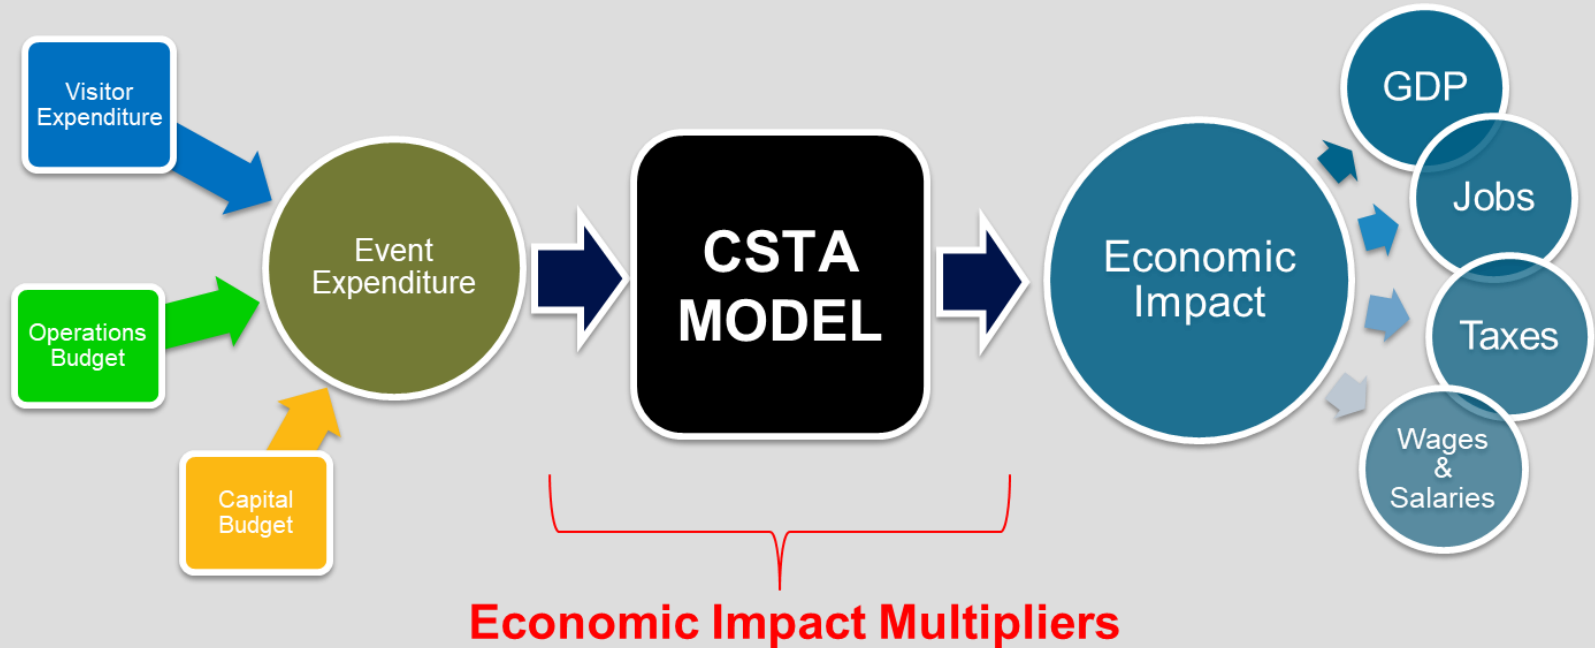 Visitor
Expenditure
Operations
Budget
Capital
Budget
Event
Expenditure
CSTA
MODEL
Economic
Impact
GDP
Jobs
Taxes
Wages
&
Salaries
Economic Impact Multipliers